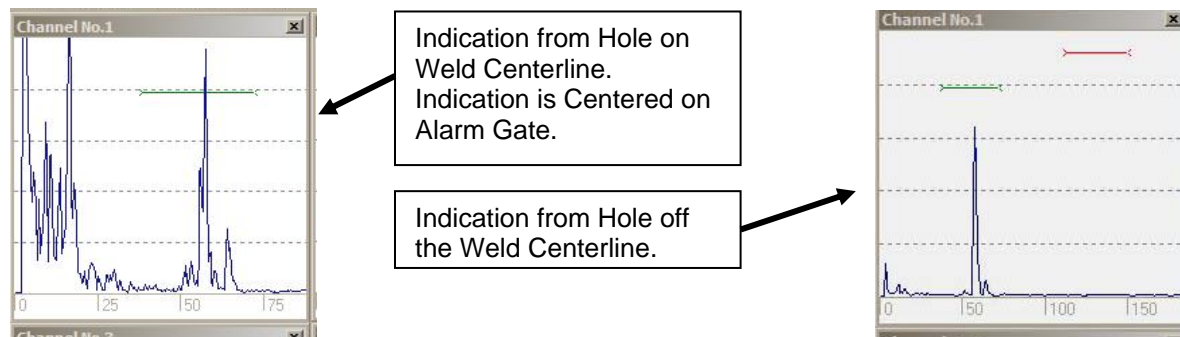 Channel No.1
0 25 50 75
Indication from Hole on
Weld Centerline.
Indication is Centered on
Alarm Gate.
Indication from Hole off
the Weld Centerline.
Channel No.1
0 50 100 150